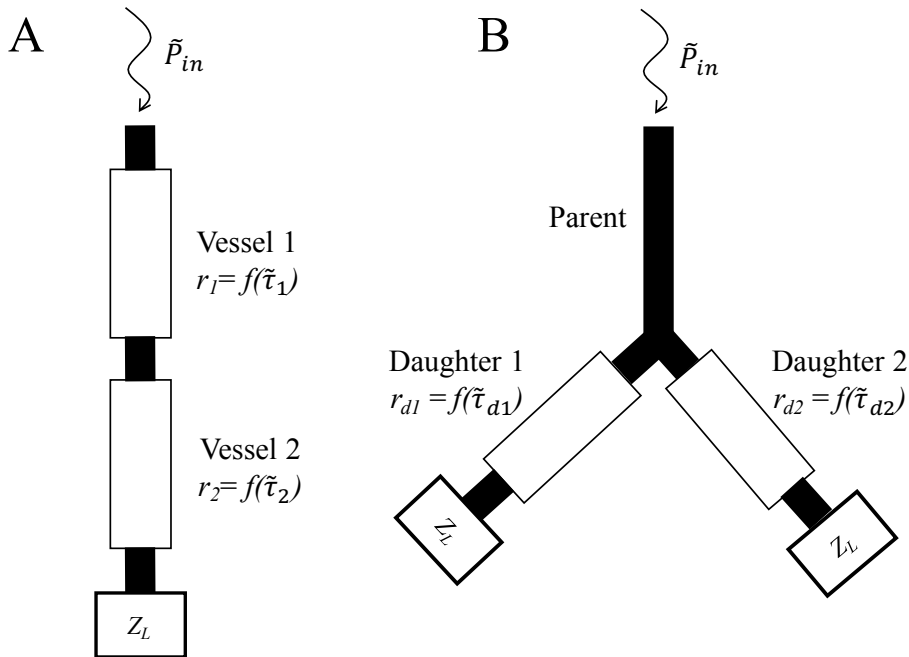 A
P̃in
Vessel 1
r1= f(τ̃1)
Vessel 2
r2= f(τ̃2)
ZL
B
P̃in
Parent
Daughter 1
rd1 = f(τ̃d1)
Daughter 2
rd2 = f(τ̃d2)
ZL
ZL